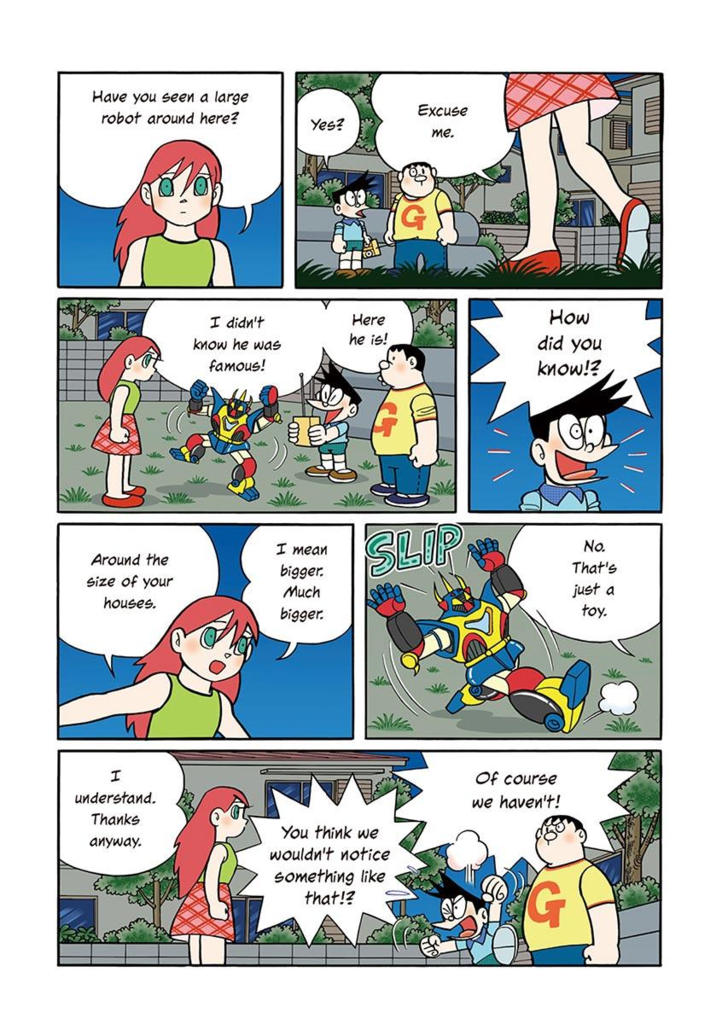 Excuse
me.
Yes?
G
Have you seen a large
robot around here?
How
did you
know!?
Here
he is!
I didn't
know he was
famous!
G
No.
That's
just a
toy.
SLIP
I mean
bigger.
Much
bigger.
Around the
size of your
houses.
Of course
we haven't!
G
You think we
wouldn't notice
something like
that!?
I
understand.
Thanks
anyway.